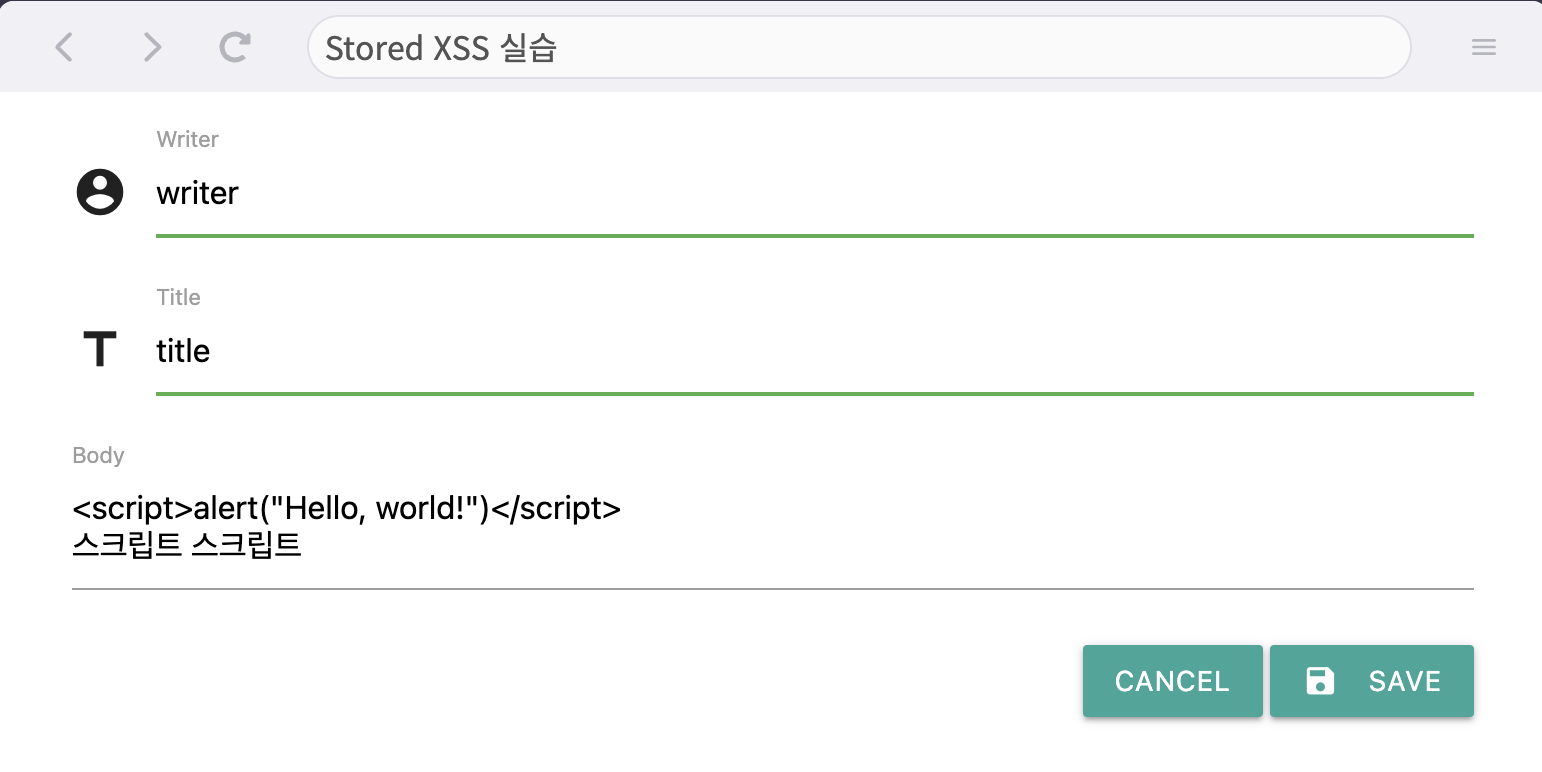 Stored XSS 실습
Writer
writer
Title
title
Body
<script>alert("Hello, world!")</script>
스크립트 스크립트
CANCEL
SAVE